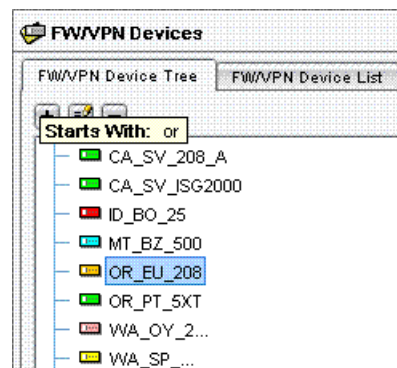 FW/VPN Devices
FW/VPN Device Tree FW/VPN Device List
Starts With: or
CA_SV_208_A
CA_SV_ISG2000
ID_BO_25
MT_BZ_500
OR_EU_208
OR_PT_5XT
WA_OY_2...
WA_SP_...